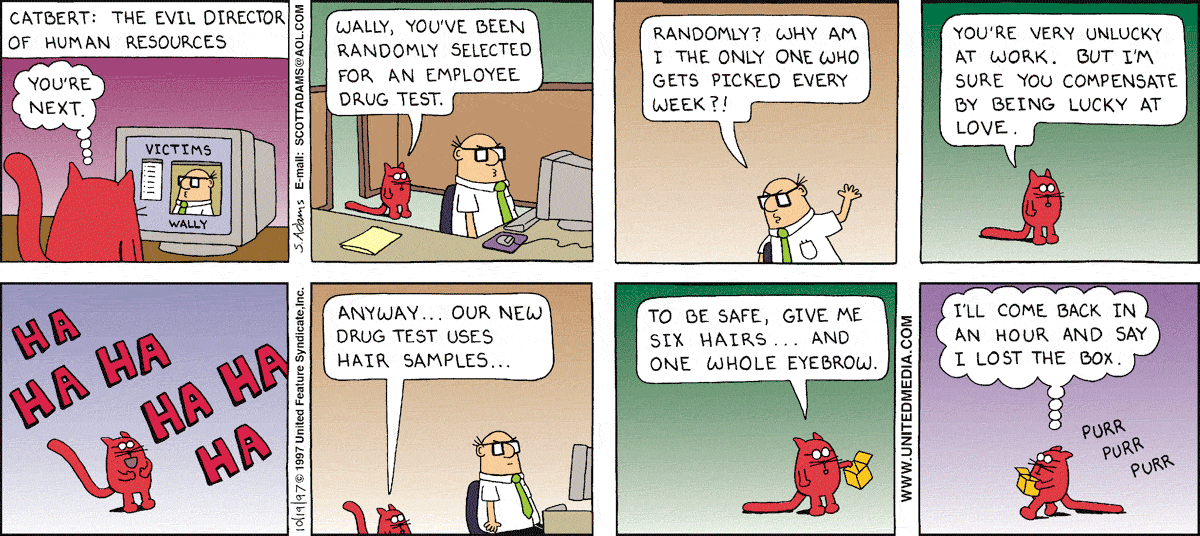 CATBERT: THE EVIL DIRECTOR
OF HUMAN RESOURCES
YOU'RE
NEXT.
VICTIMS
WALLY
S. Adams E-mail: SCOTTADAMS@AOL.COM
WALLY, YOU'VE BEEN
RANDOMLY SELECTED
FOR AN EMPLOYEE
DRUG TEST.
RANDOMLY? WHY AM
I THE ONLY ONE WHO
GETS PICKED EVERY
WEEK?!
YOU'RE VERY UNLUCKY
AT WORK. BUT I'M
SURE YOU COMPENSATE
BY BEING LUCKY AT
LOVE.
HA
HA HA
HA HA
HA
10/19/97 © 1997 United Feature Syndicate, Inc.
ANYWAY... OUR NEW
DRUG TEST USES
HAIR SAMPLES...
TO BE SAFE, GIVE ME
SIX HAIRS... AND
ONE WHOLE EYEBROW.
WWW.UNITEDMEDIA.COM
I'LL COME BACK IN
AN HOUR AND SAY
I LOST THE BOX.
PURR
PURR
PURR